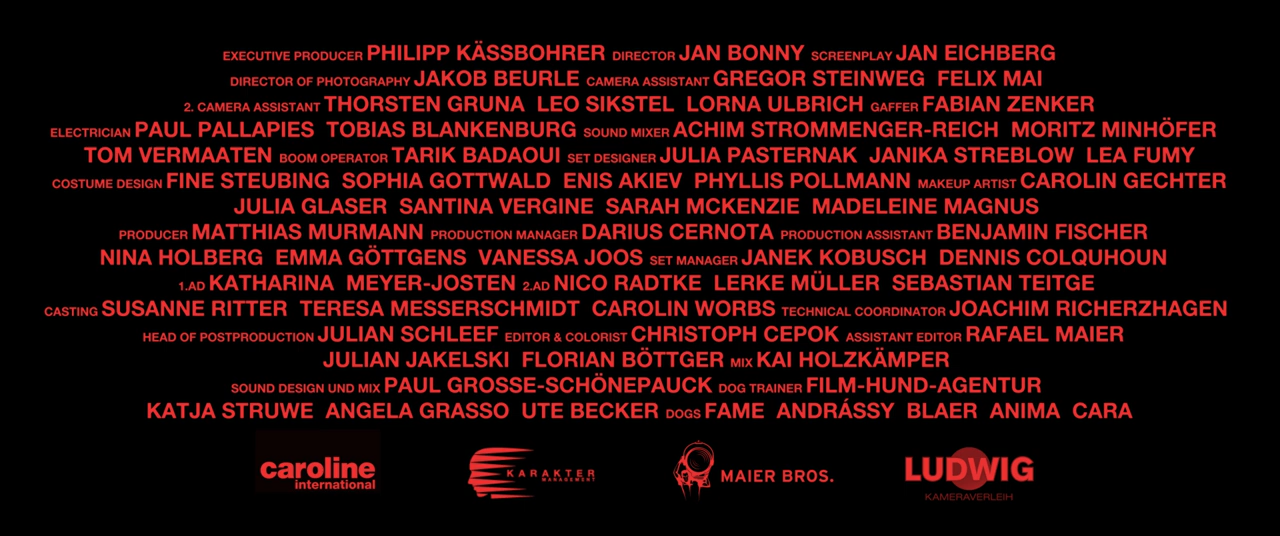 EXECUTIVE PRODUCER PHILIPP KÄSSBOHRER DIRECTOR JAN BONNY SCREENPLAY JAN EICHBERG
DIRECTOR OF PHOTOGRAPHY JAKOB BEURLE CAMERA ASSISTANT GREGOR STEINWEG FELIX MAI
2. CAMERA ASSISTANT THORSTEN GRUNA LEO SIKSTEL LORNA ULBRICH GAFFER FABIAN ZENKER
ELECTRICIAN PAUL PALLAPIES TOBIAS BLANKENBURG SOUND MIXER ACHIM STROMMENGER-REICH MORITZ MINHÖFER
TOM VERMAATEN BOOM OPERATOR TARIK BADAOUI SET DESIGNER JULIA PASTERNAK JANIKA STREBLOW LEA FUMY
COSTUME DESIGN FINE STEUBING SOPHIA GOTTWALD ENIS AKIEV PHYLLIS POLLMANN MAKEUP ARTIST CAROLIN GECHTER
JULIA GLASER SANTINA VERGINE SARAH MCKENZIE MADELEINE MAGNUS
PRODUCER MATTHIAS MURMANN PRODUCTION MANAGER DARIUS CERNOTA PRODUCTION ASSISTANT BENJAMIN FISCHER
NINA HOLBERG EMMA GÖTTGENS VANESSA JOOS SET MANAGER JANEK KOBUSCH DENNIS COLQUHOUN
1.AD KATHARINA MEYER-JOSTEN 2.AD NICO RADTKE LERKE MÜLLER SEBASTIAN TEITGE
CASTING SUSANNE RITTER TERESA MESSERSCHMIDT CAROLIN WORBS TECHNICAL COORDINATOR JOACHIM RICHERZHAGEN
HEAD OF POSTPRODUCTION JULIAN SCHLEEF EDITOR & COLORIST CHRISTOPH CEPOK ASSISTANT EDITOR RAFAEL MAIER
JULIAN JAKELSKI FLORIAN BÖTTGER MIX KAI HOLZKÄMPER
SOUND DESIGN UND MIX PAUL GROSSE-SCHÖNEPAUCK DOG TRAINER FILM-HUND-AGENTUR
KATJA STRUWE ANGELA GRASSO UTE BECKER DOGS FAME ANDRÁSSY BLAER ANIMA CARA
caroline
international
KARAKTER
MANAGEMENT
MAIER BROS.
LUDWIG
KAMERAVERLEIH